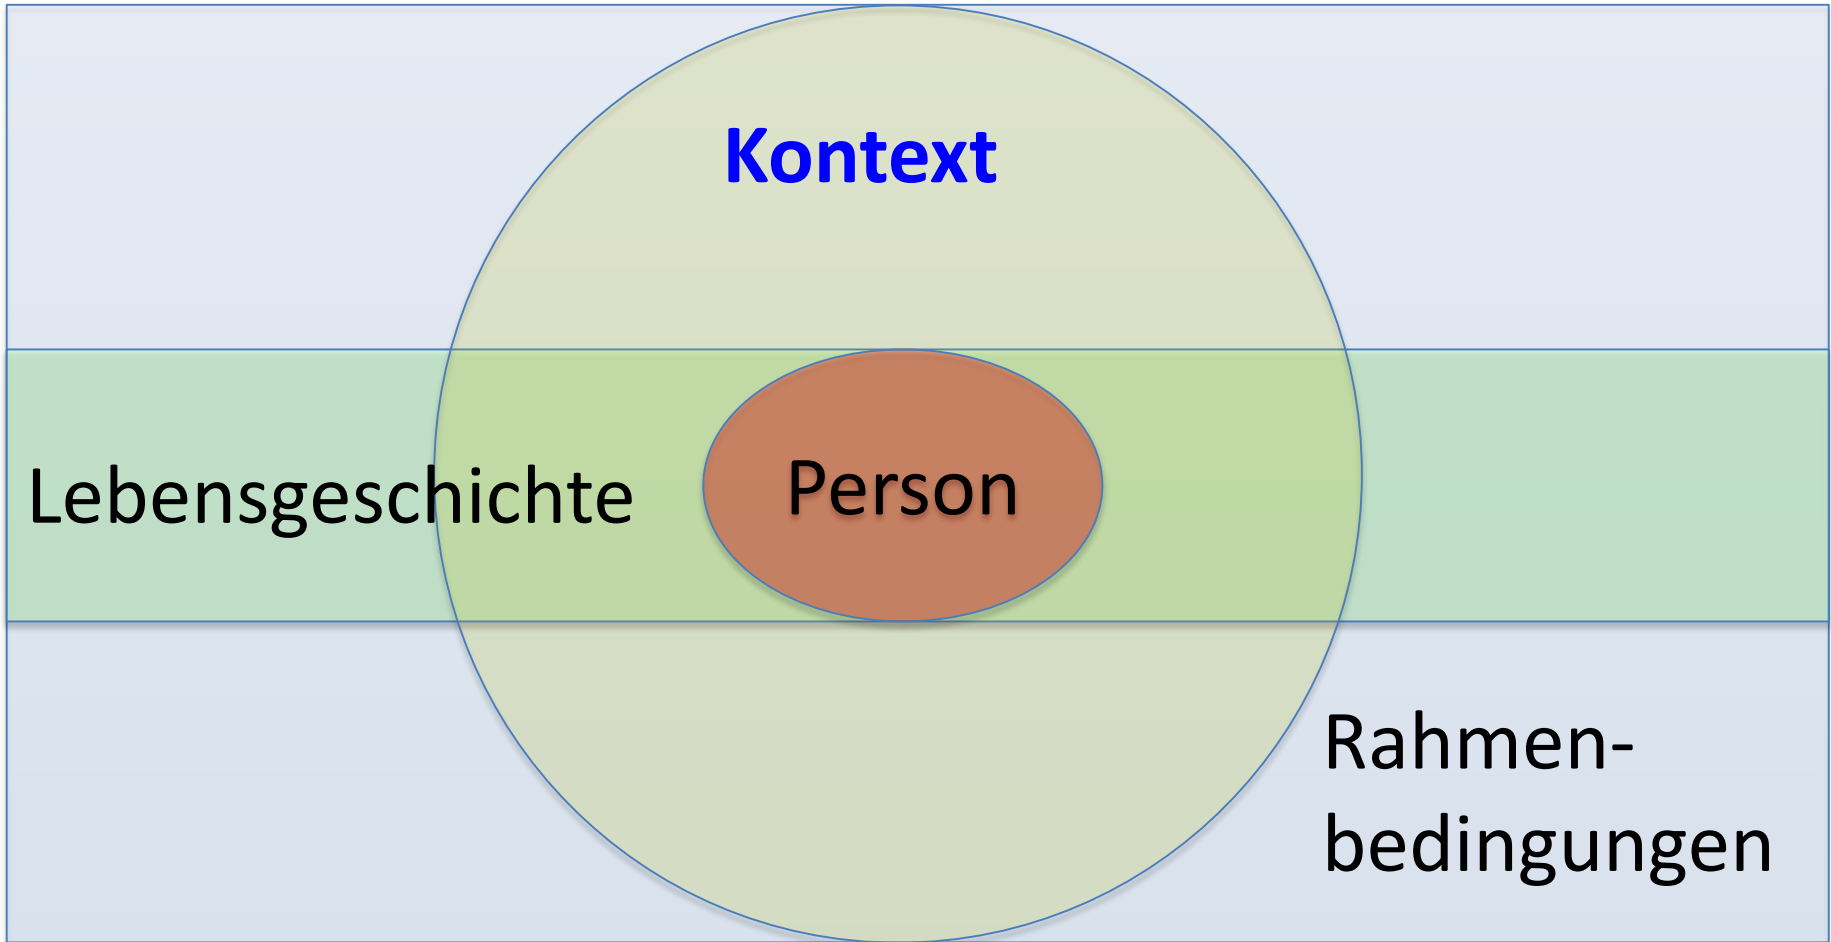 Kontext
Lebensgeschichte
Person
Rahmen-
bedingungen